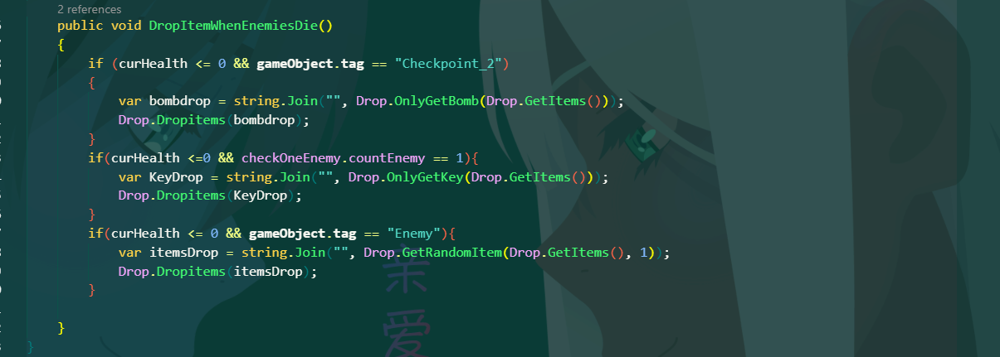 2 references
public void DropItemWhenEnemiesDie()
{
if (curHealth <= 0 && gameObject.tag == "Checkpoint_2")
{
var bombdrop = string.Join("", Drop.OnlyGetBomb(Drop.GetItems()));
Drop.Dropitems(bombdrop);
}
if(curHealth <=0 && checkOneEnemy.countEnemy == 1){
var KeyDrop = string.Join("", Drop.OnlyGetKey(Drop.GetItems()));
Drop.Dropitems(KeyDrop);
}
if(curHealth <= 0 && gameObject.tag == "Enemy"){
var itemsDrop = string.Join("", Drop.GetRandomItem(Drop.GetItems(), 1));
Drop.Dropitems(itemsDrop);
}
}
}
亲
爱